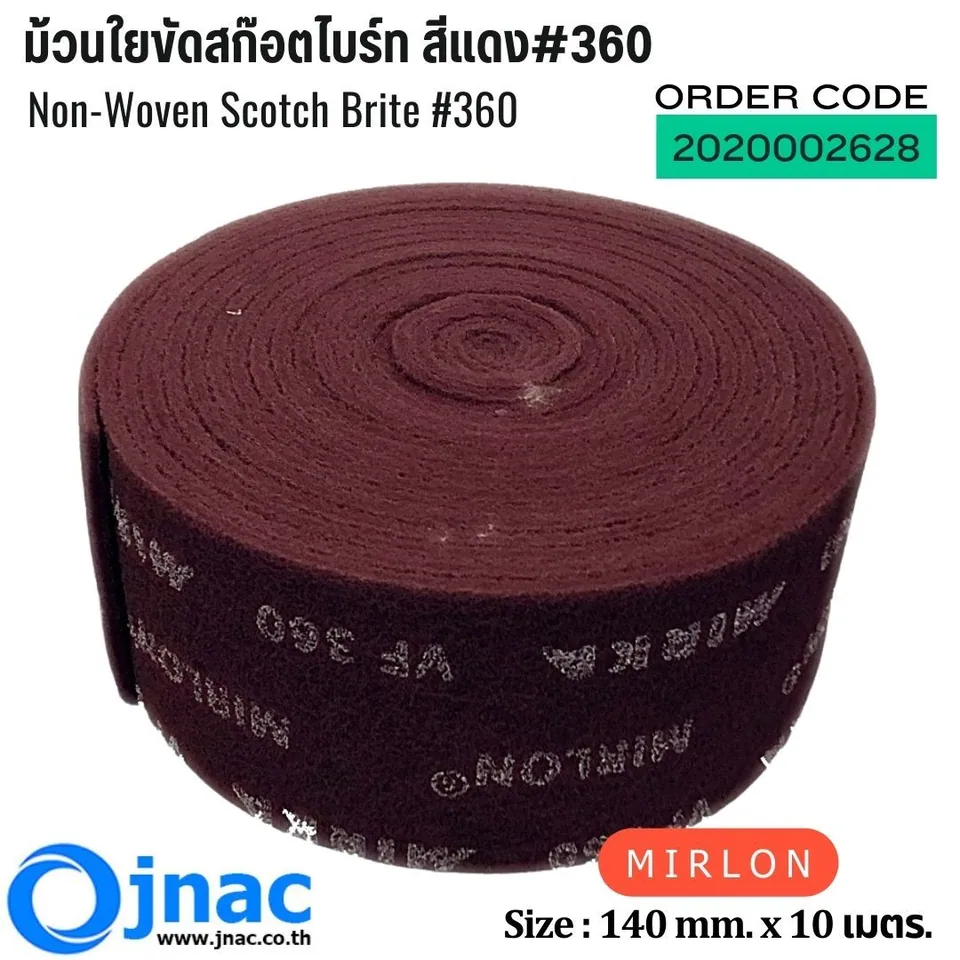 ม้วนใยขัดสก๊อตไบร์ท สีแดง#360
Non-Woven Scotch Brite #360
ORDER CODE
2020002628
VF 360
MIRKA
MIRLON
MIRLON®
jnac
www.jnac.co.th
MIRLON
Size : 140 mm. x 10 เมตร.